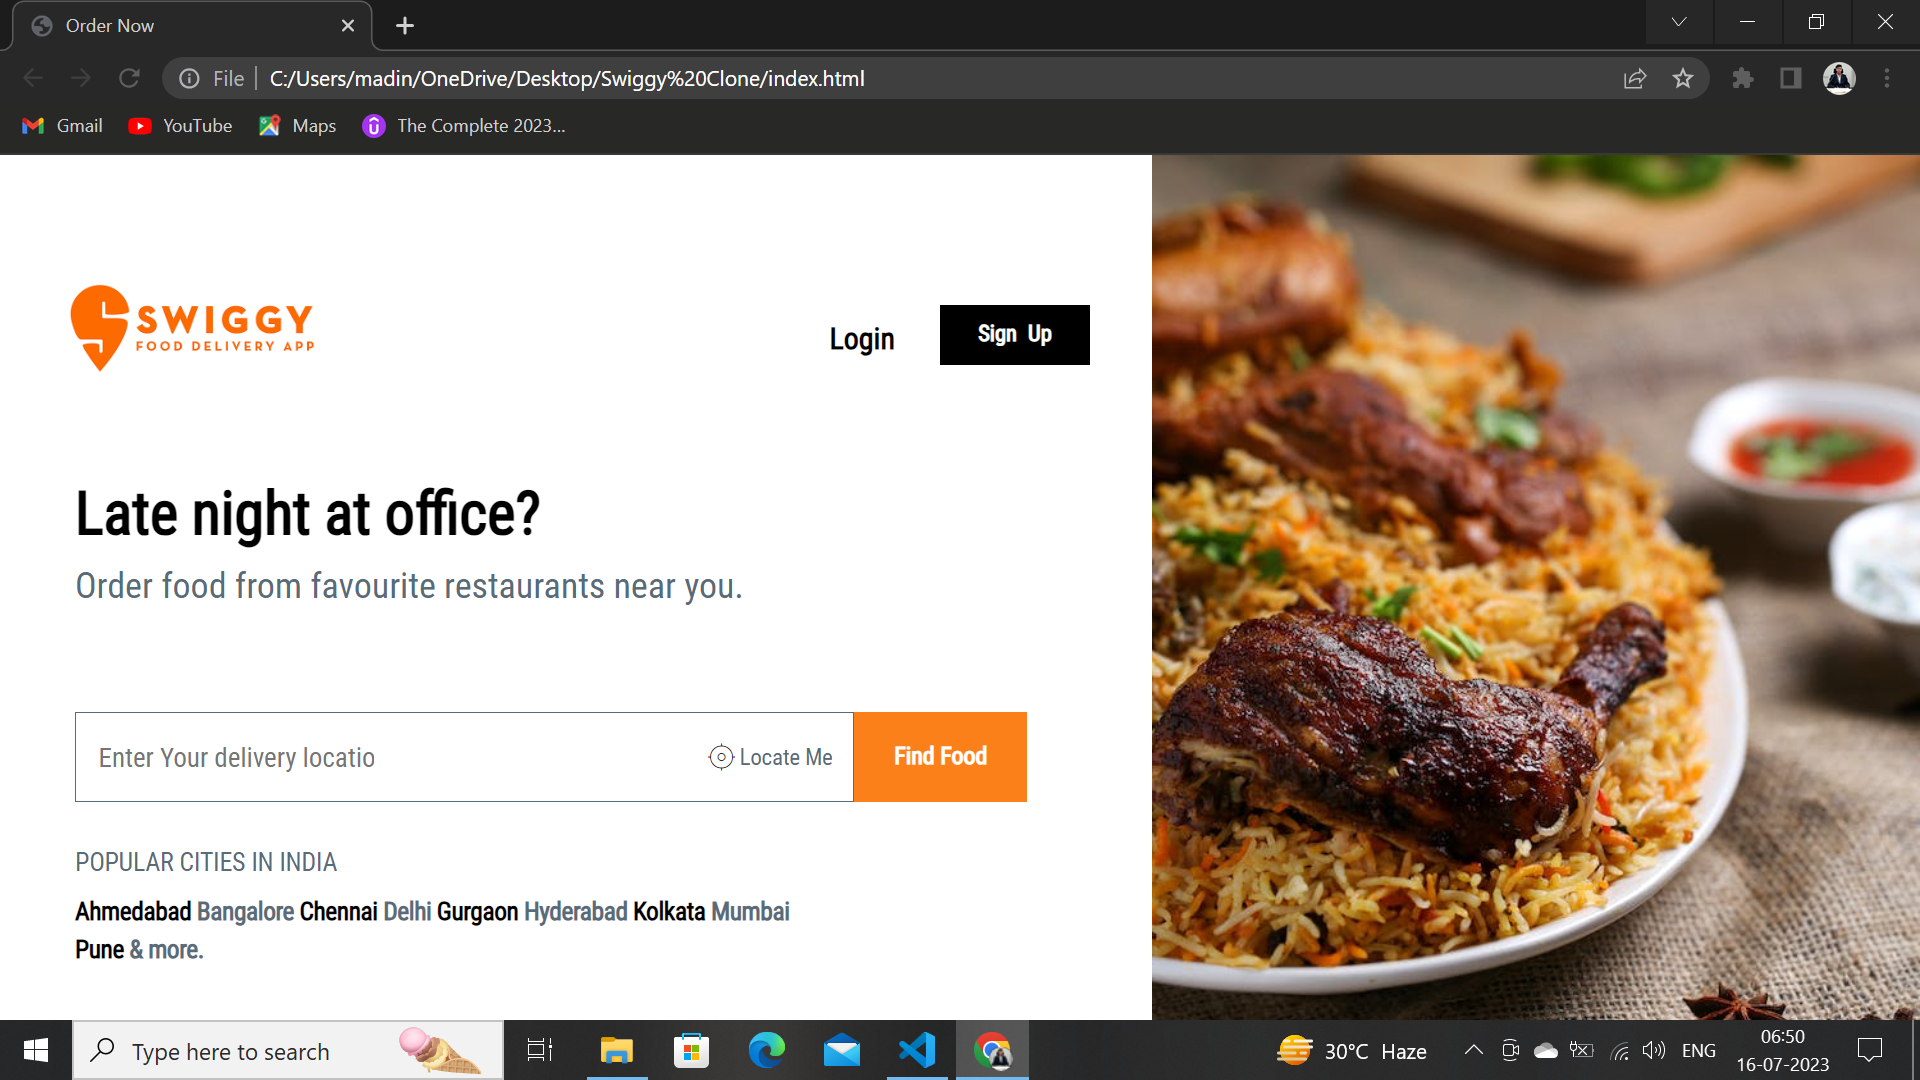 Order Now
File
C:/Users/madin/OneDrive/Desktop/Swiggy%20Clone/index.html
Gmail
YouTube
Maps
The Complete 2023...
SWIGGY
FOOD DELIVERY APP
Login
Sign Up
Late night at office?
Order food from favourite restaurants near you.
Enter Your delivery locatio
Locate Me
Find Food
POPULAR CITIES IN INDIA
Ahmedabad Bangalore Chennai Delhi Gurgaon Hyderabad Kolkata Mumbai
Pune & more.
Type here to search
30°C Haze
ENG
06:50
16-07-2023